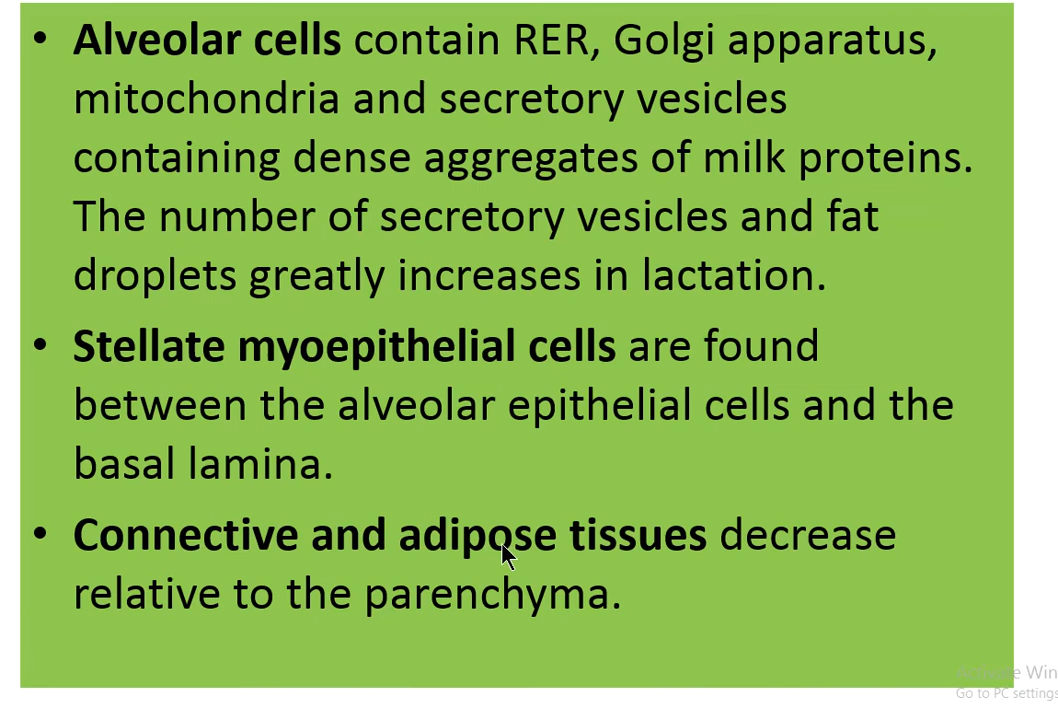 • Alveolar cells contain RER, Golgi apparatus,
mitochondria and secretory vesicles
containing dense aggregates of milk proteins.
The number of secretory vesicles and fat
droplets greatly increases in lactation.
• Stellate myoepithelial cells are found
between the alveolar epithelial cells and the
basal lamina.
• Connective and adipose tissues decrease
relative to the parenchyma.
Activate Win
Go to PC settings